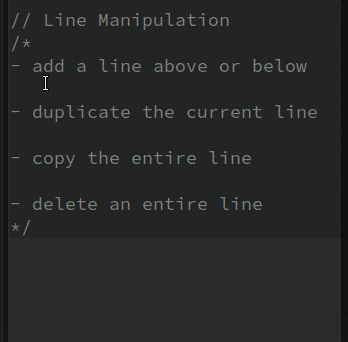 // Line Manipulation
/*
- add a line above or below
- duplicate the current line
- copy the entire line
- delete an entire line
*/